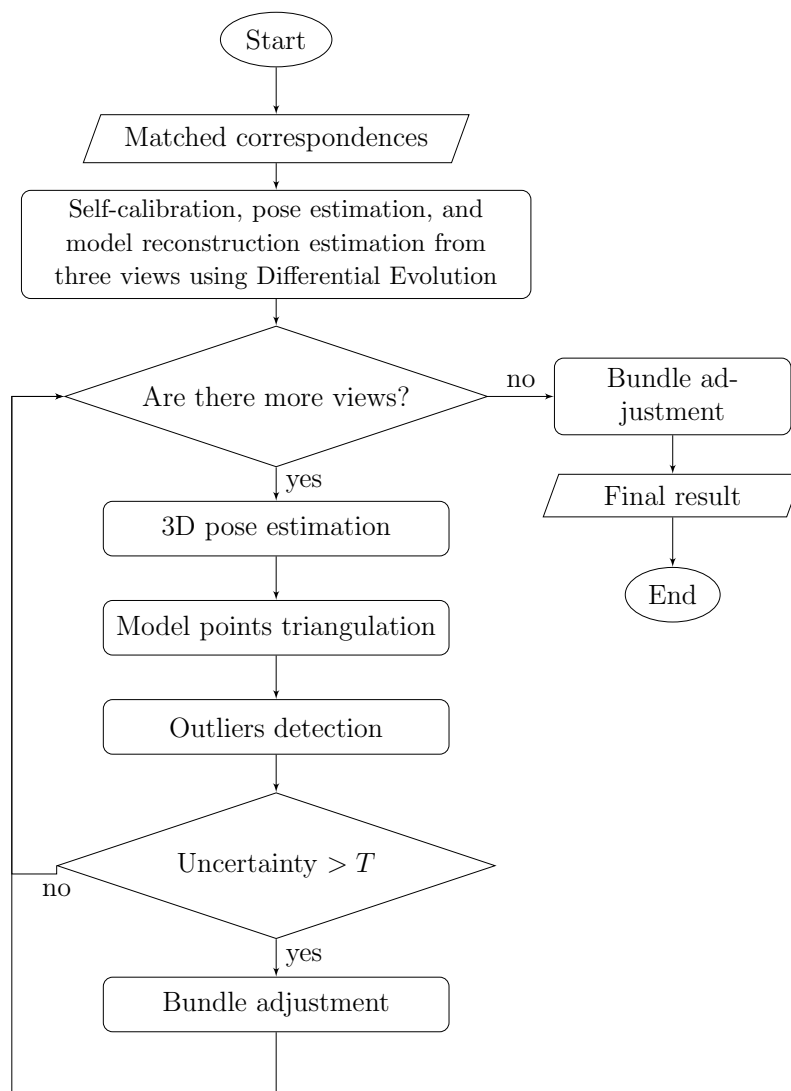 Start
Matched correspondences
Self-calibration, pose estimation, and
model reconstruction estimation from
three views using Differential Evolution
Are there more views?
no
Bundle ad-
justment
yes
Final result
3D pose estimation
End
Model points triangulation
Outliers detection
Uncertainty > T
no
yes
Bundle adjustment